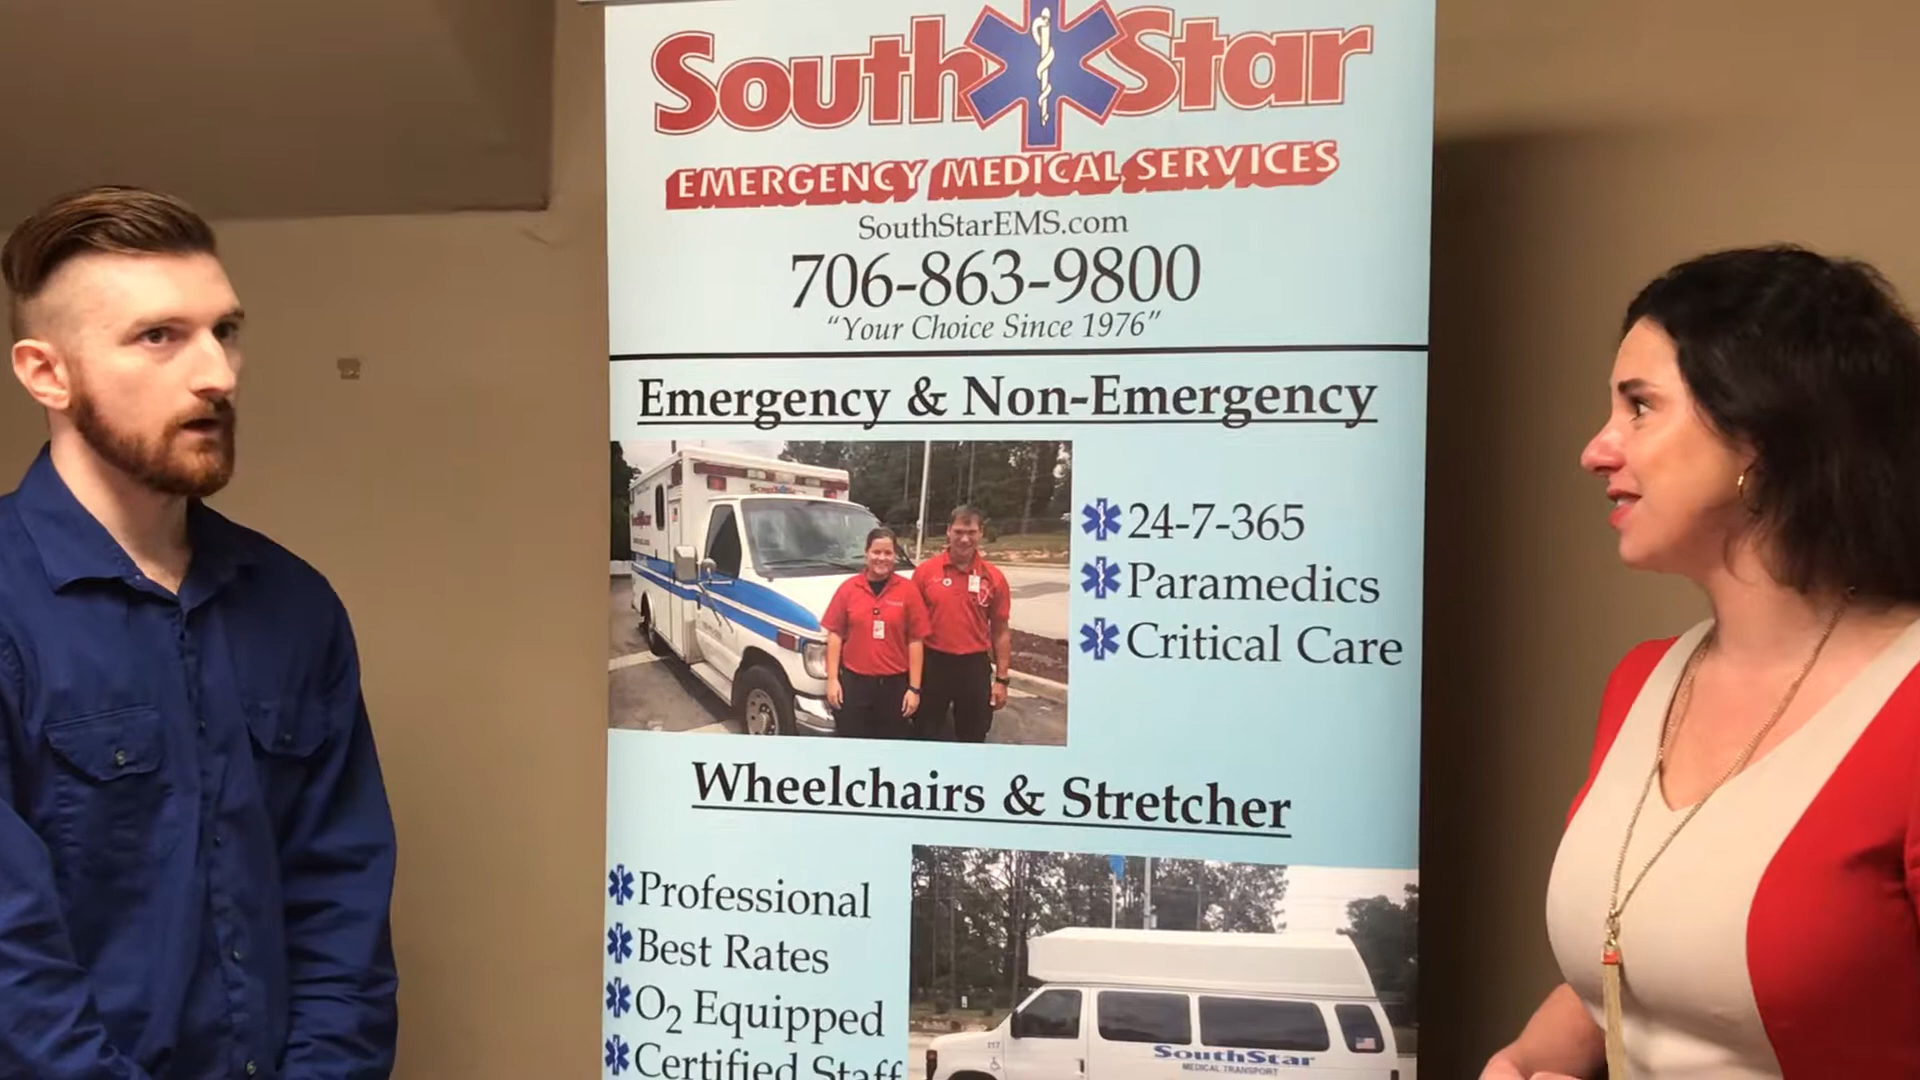 South Star
EMERGENCY MEDICAL SERVICES
SouthStarEMS.com
706-863-9800
“Your Choice Since 1976”
Emergency & Non-Emergency
24-7-365
Paramedics
Critical Care
Wheelchairs & Stretcher
Professional
Best Rates
O₂ Equipped
Certified Staff
117
SouthStar
MEDICAL TRANSPORT